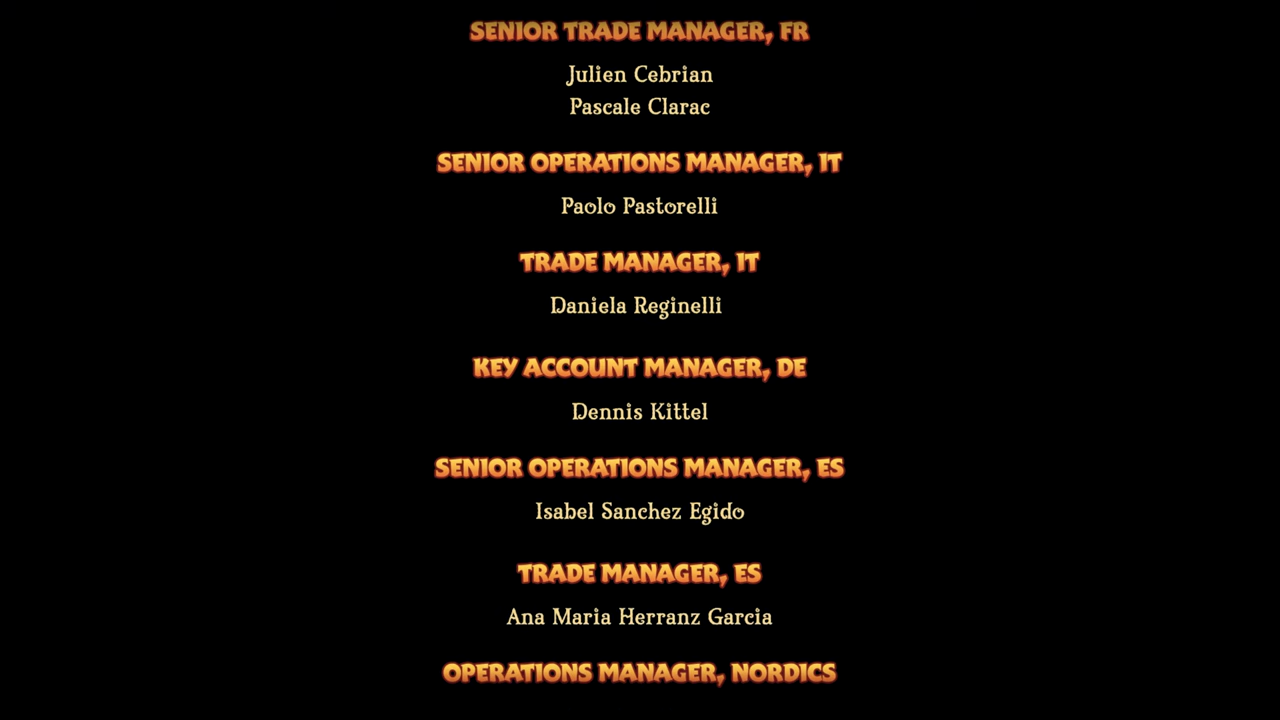 SENIOR TRADE MANAGER, FR
Julien Cebrian
Pascale Clarac
SENIOR OPERATIONS MANAGER, IT
Paolo Pastorelli
TRADE MANAGER, IT
Daniela Reginelli
KEY ACCOUNT MANAGER, DE
Dennis Kittel
SENIOR OPERATIONS MANAGER, ES
Isabel Sanchez Egido
TRADE MANAGER, ES
Ana Maria Herranz Garcia
OPERATIONS MANAGER, NORDICS